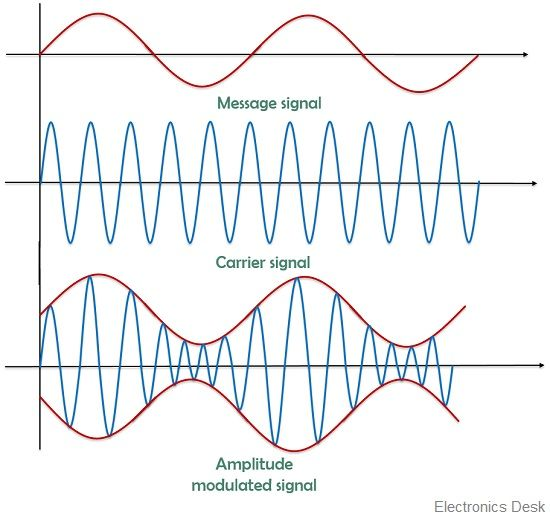 Message signal
Carrier signal
Amplitude
modulated signal
Electronics Desk